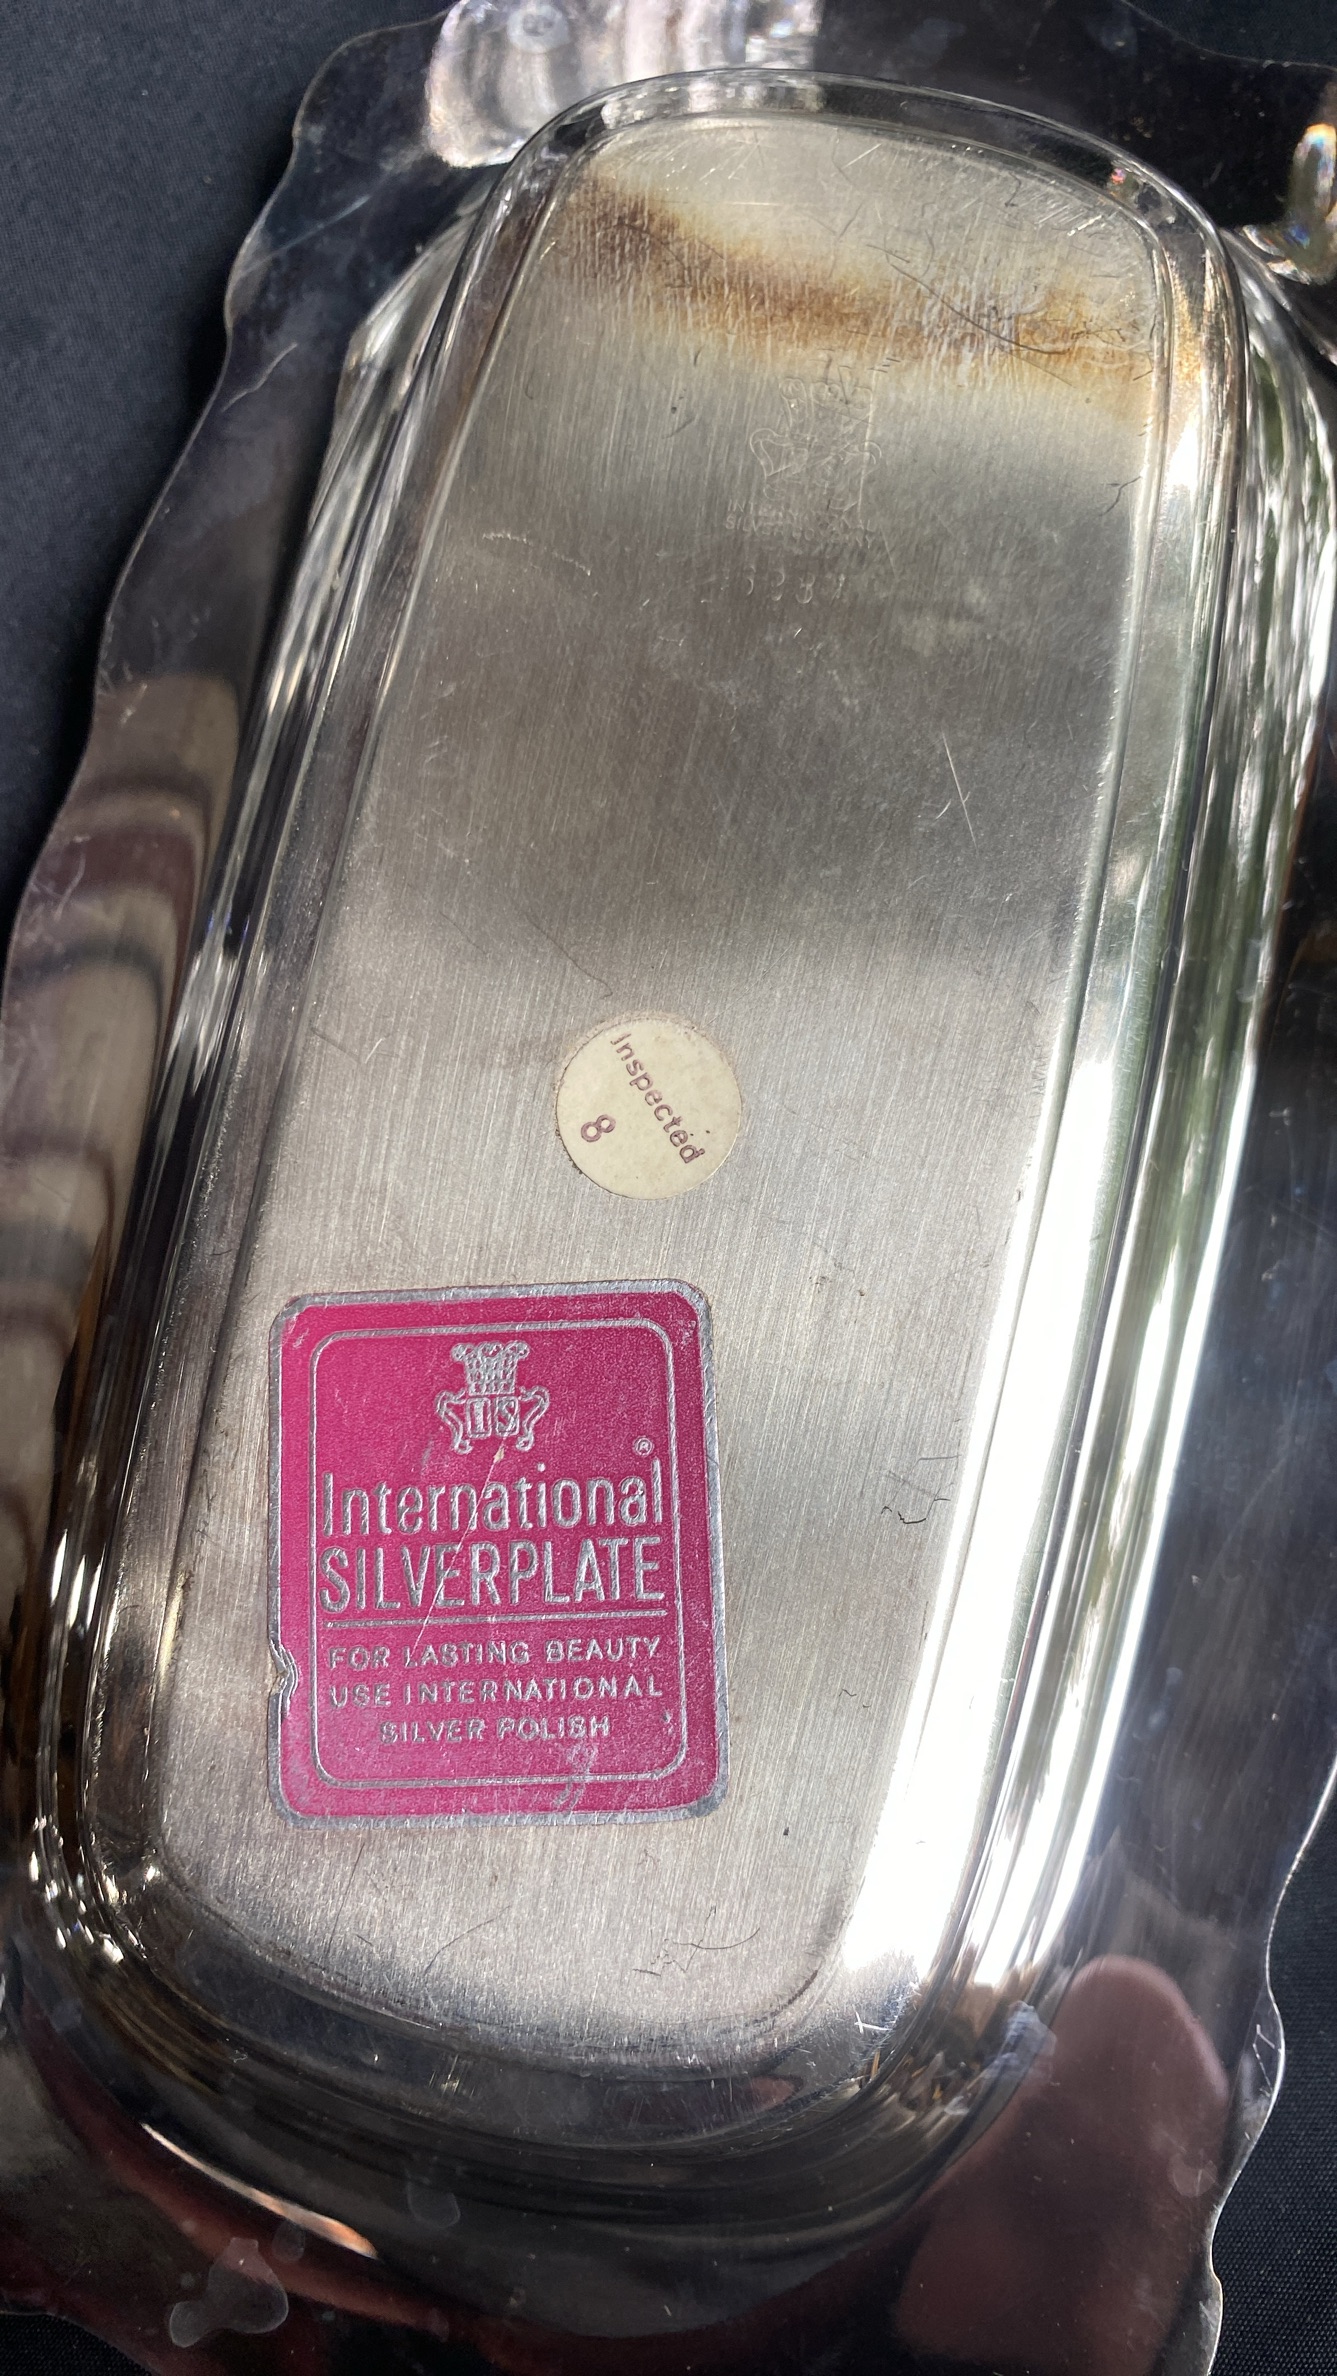 Inspected
8
IS
International®
SILVERPLATE
FOR LASTING BEAUTY
USE INTERNATIONAL
SILVER POLISH